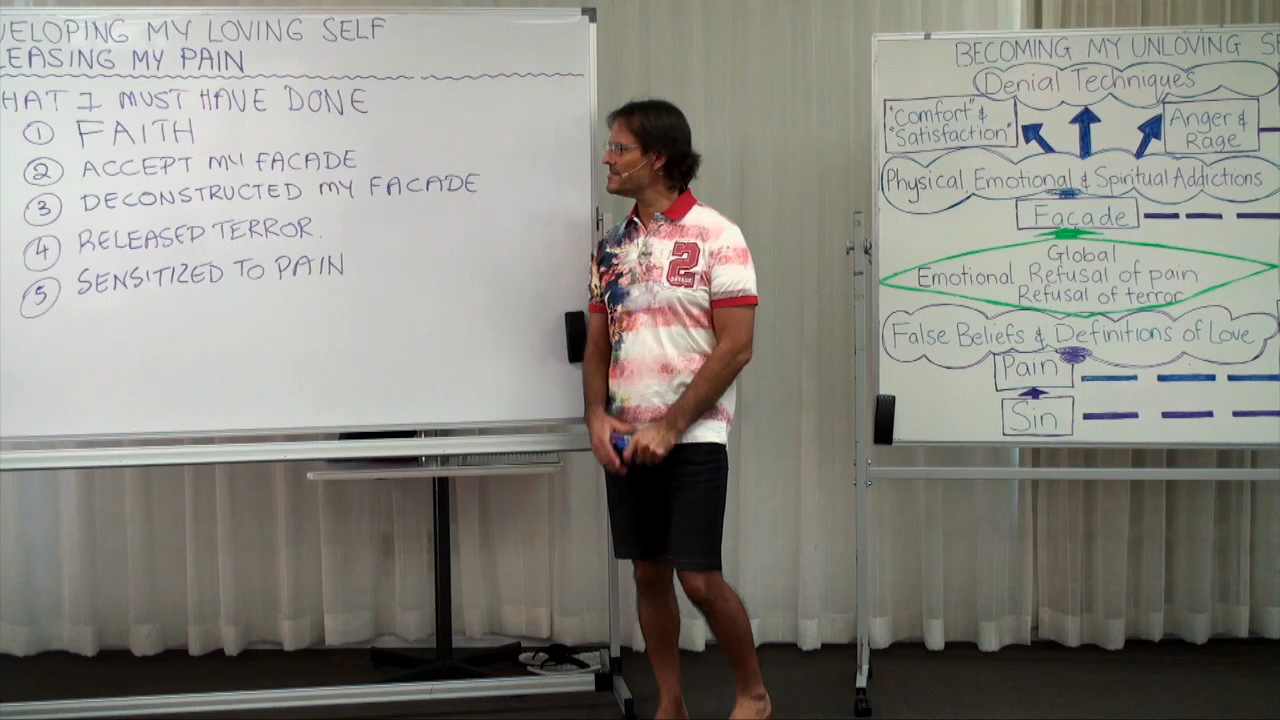 VELOPING MY LOVING SELF
LEASING MY PAIN
HAT I MUST HAVE DONE
1 FAITH
2 ACCEPT MY FACADE
3 DECONSTRUCTED MY FACADE
4 RELEASED TERROR.
5 SENSITIZED TO PAIN
2
BECOMING MY UNLOVING SE
Denial Techniques
"Comfort" &
"Satisfaction"
Anger &
Rage
Physical, Emotional & Spiritual Addictions
Façade
Global
Emotional Refusal of pain
Refusal of terror
False Beliefs & Definitions of Love
Pain
Sin